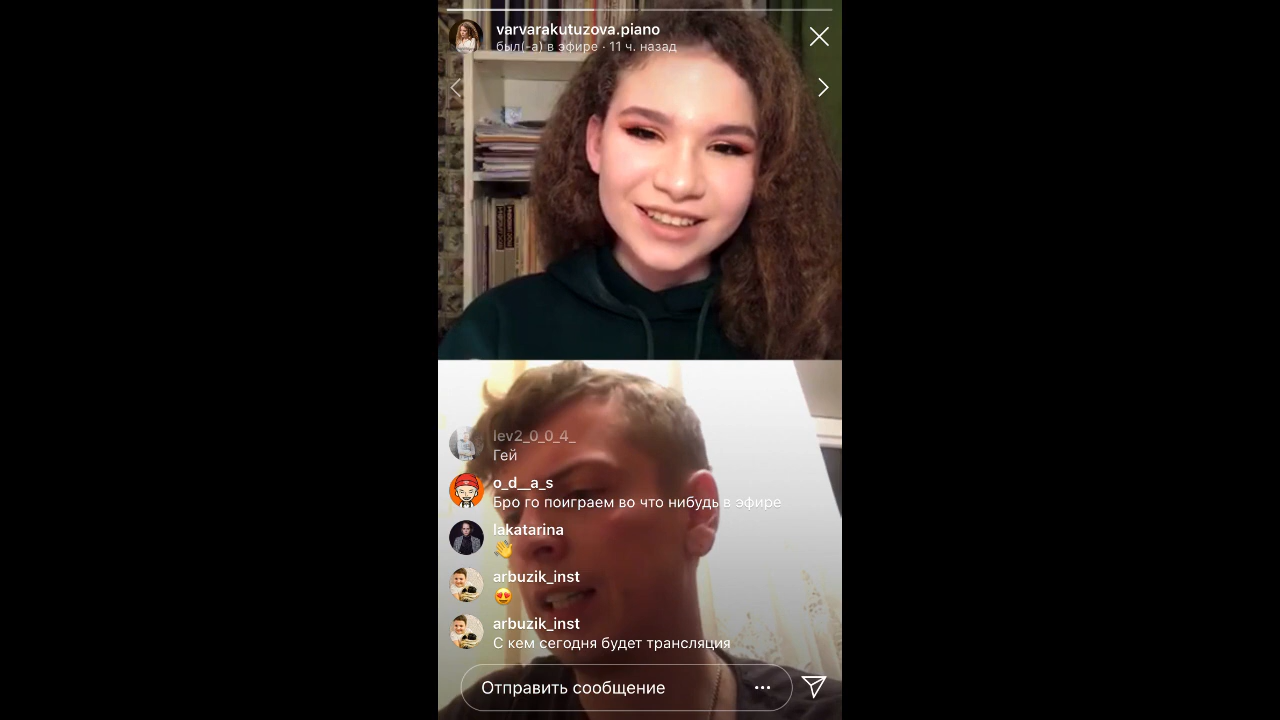 varvarakutuzova.piano
был(-а) в эфире · 11 ч. назад
lev2_0_0_4_
Гей
o_d__a_s
Бро го поиграем во что нибудь в эфире
lakatarina
👋
arbuzik_inst
😍
arbuzik_inst
С кем сегодня будет трансляция
Отправить сообщение